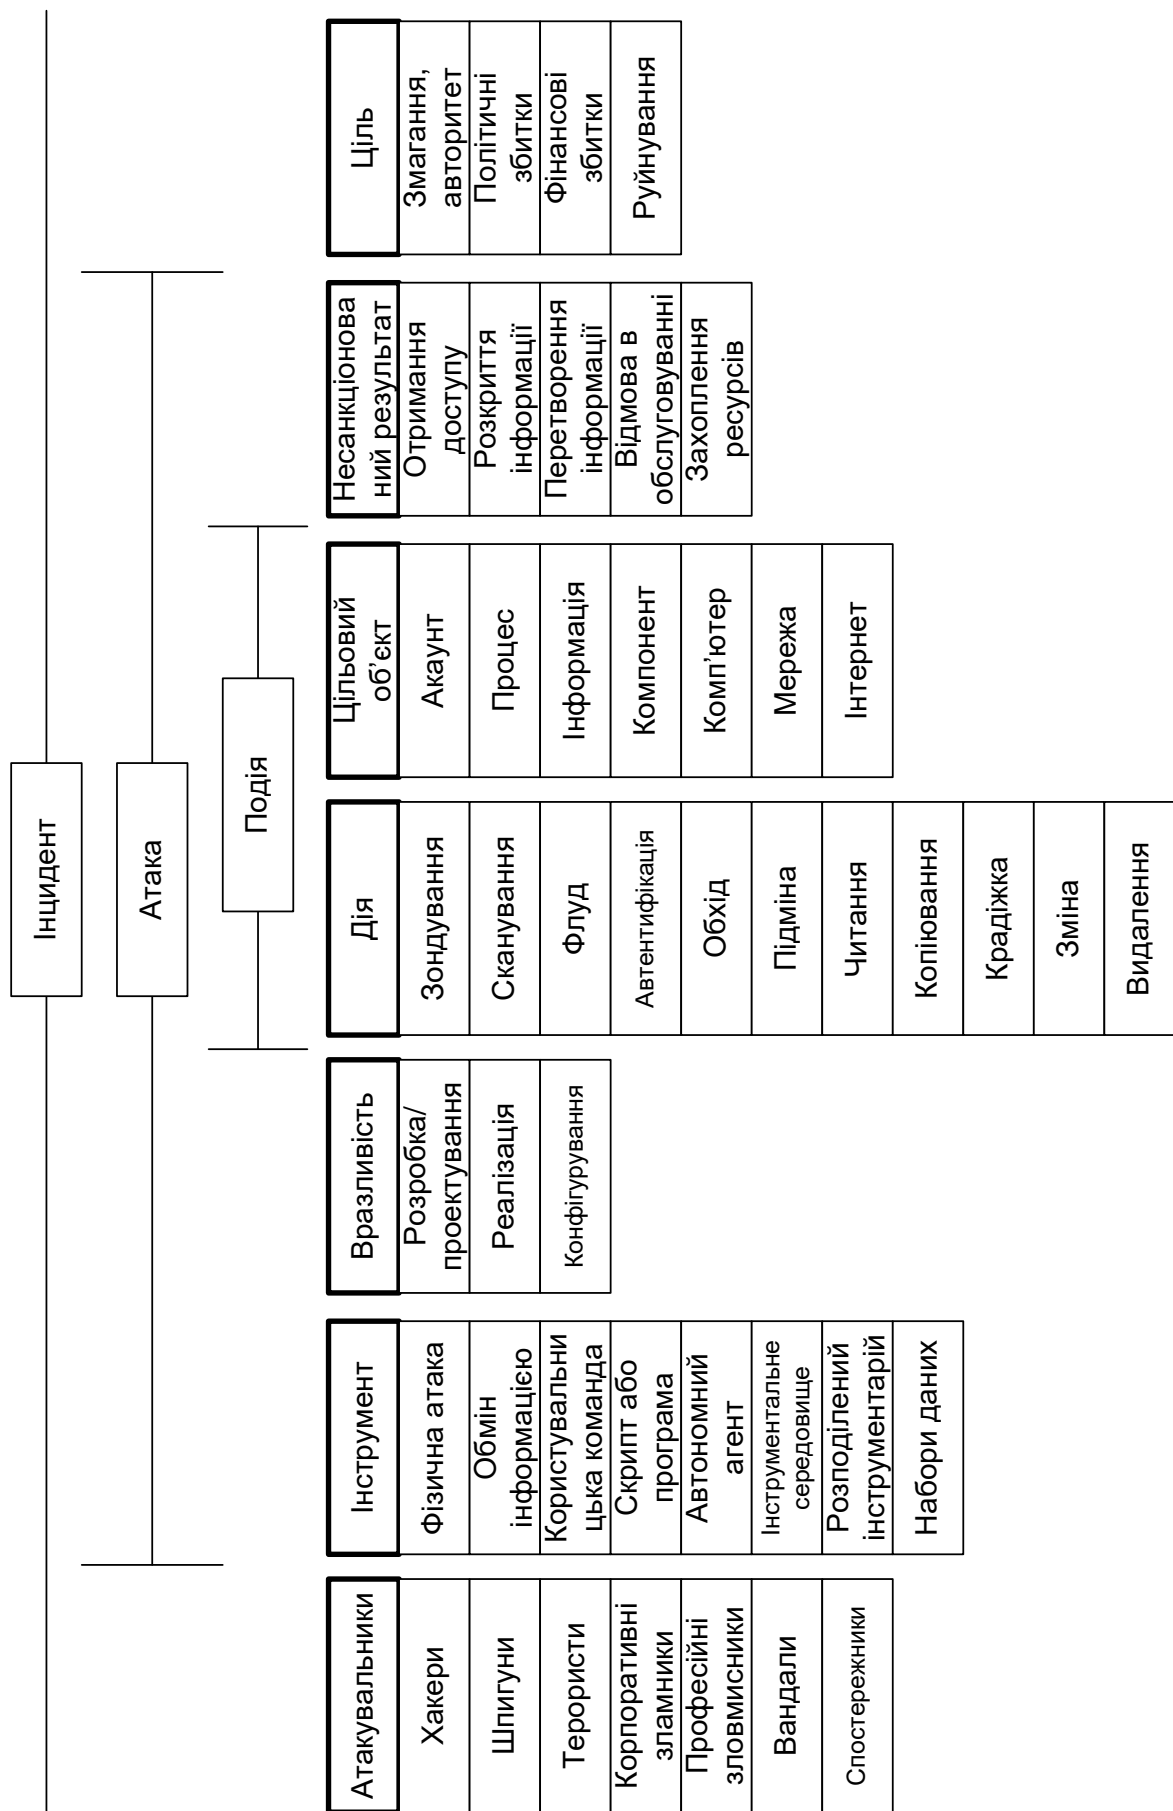 Інцидент
Атака
Подія
Атакувальники
Хакери
Шпигуни
Терористи
Корпоративні
зламники
Професійні
зловмисники
Вандали
Спостережники
Інструмент
Фізична атака
Обмін
інформацією
Користувальни
цька команда
Скрипт або
програма
Автономний
агент
Інструментальне
середовище
Розподілений
інструментарій
Набори даних
Вразливість
Розробка/
проектування
Реалізація
Конфігурування
Дія
Зондування
Сканування
Флуд
Автентифікація
Обхід
Підміна
Читання
Копіювання
Крадіжка
Зміна
Видалення
Цільовий
об’єкт
Акаунт
Процес
Інформація
Компонент
Комп’ютер
Мережа
Інтернет
Несанкціонова
ний результат
Отримання
доступу
Розкриття
інформації
Перетворення
інформації
Відмова в
обслуговуванні
Захоплення
ресурсів
Ціль
Змагання,
авторитет
Політичні
збитки
Фінансові
збитки
Руйнування